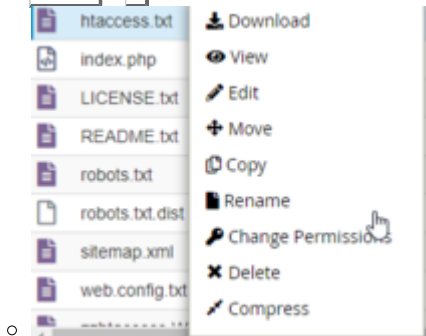 htaccess.txt
Download
index.php
View
LICENSE.txt
Edit
README.txt
Move
robots.txt
Copy
Rename
robots.txt.dist
Change Permissions
sitemap.xml
Delete
web.config.txt
Compress